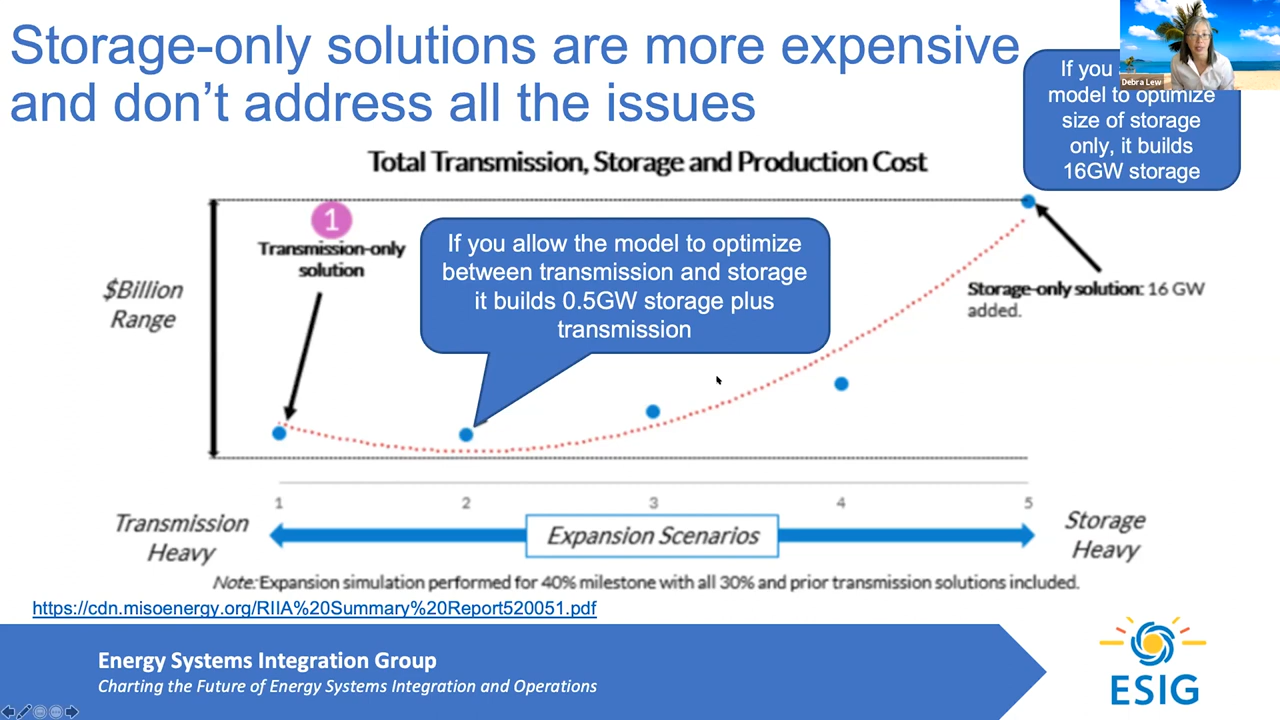 Storage-only solutions are more expensive
and don't address all the issues
Debra Lew
If you
model to optimize
size of storage
only, it builds
16GW storage
Total Transmission, Storage and Production Cost
1
Transmission-only
solution
If you allow the model to optimize
between transmission and storage
it builds 0.5GW storage plus
transmission
$Billion
Range
Storage-only solution: 16 GW
added.
1 2 3 4 5
Transmission
Heavy
Expansion Scenarios
Storage
Heavy
Note: Expansion simulation performed for 40% milestone with all 30% and prior transmission solutions included.
https://cdn.misoenergy.org/RIIA%20Summary%20Report520051.pdf
Energy Systems Integration Group
Charting the Future of Energy Systems Integration and Operations
ESIG